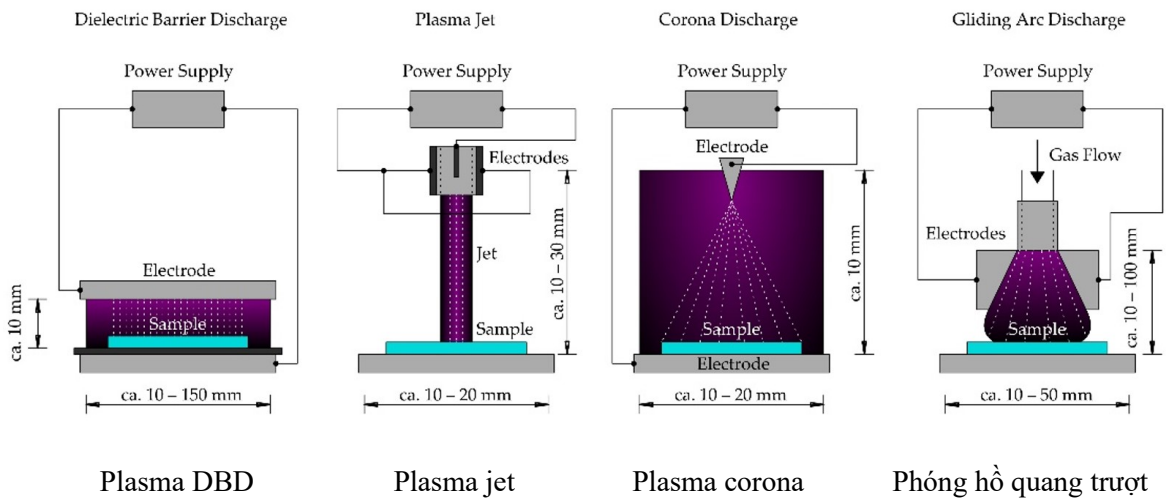 Dielectric Barrier Discharge
Plasma Jet
Corona Discharge
Gliding Arc Discharge
Power Supply
Power Supply
Power Supply
Power Supply
Electrode
Sample
ca. 10 mm
ca. 10 – 150 mm
Electrodes
Jet
Sample
ca. 10 – 30 mm
ca. 10 – 20 mm
Electrode
Sample
Electrode
ca. 10 mm
ca. 10 – 20 mm
Gas Flow
Electrodes
Sample
ca. 10 – 100 mm
ca. 10 – 50 mm
Plasma DBD
Plasma jet
Plasma corona
Phóng hồ quang trượt